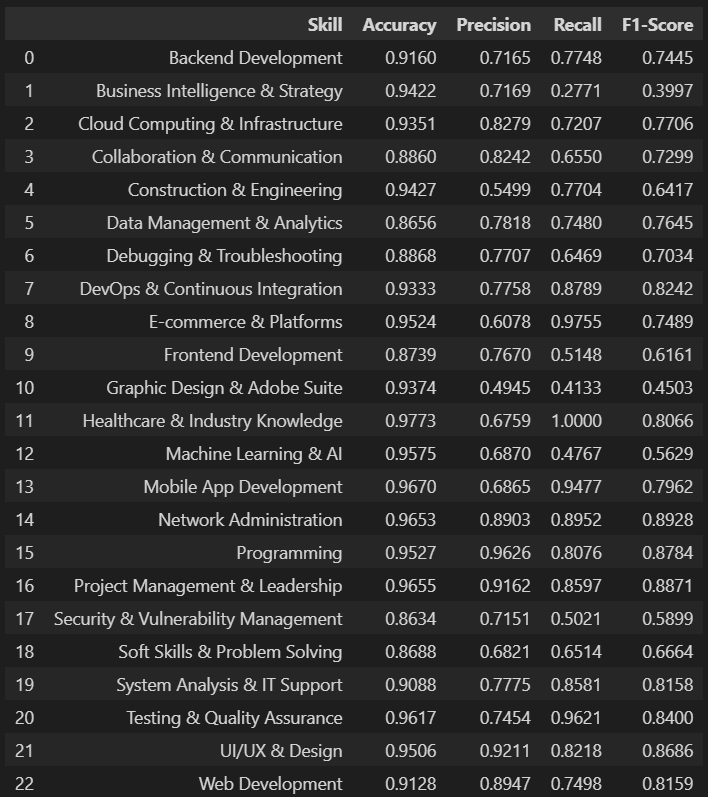 Skill Accuracy Precision Recall F1-Score
0 Backend Development 0.9160 0.7165 0.7748 0.7445
1 Business Intelligence & Strategy 0.9422 0.7169 0.2771 0.3997
2 Cloud Computing & Infrastructure 0.9351 0.8279 0.7207 0.7706
3 Collaboration & Communication 0.8860 0.8242 0.6550 0.7299
4 Construction & Engineering 0.9427 0.5499 0.7704 0.6417
5 Data Management & Analytics 0.8656 0.7818 0.7480 0.7645
6 Debugging & Troubleshooting 0.8868 0.7707 0.6469 0.7034
7 DevOps & Continuous Integration 0.9333 0.7758 0.8789 0.8242
8 E-commerce & Platforms 0.9524 0.6078 0.9755 0.7489
9 Frontend Development 0.8739 0.7670 0.5148 0.6161
10 Graphic Design & Adobe Suite 0.9374 0.4945 0.4133 0.4503
11 Healthcare & Industry Knowledge 0.9773 0.6759 1.0000 0.8066
12 Machine Learning & AI 0.9575 0.6870 0.4767 0.5629
13 Mobile App Development 0.9670 0.6865 0.9477 0.7962
14 Network Administration 0.9653 0.8903 0.8952 0.8928
15 Programming 0.9527 0.9626 0.8076 0.8784
16 Project Management & Leadership 0.9655 0.9162 0.8597 0.8871
17 Security & Vulnerability Management 0.8634 0.7151 0.5021 0.5899
18 Soft Skills & Problem Solving 0.8688 0.6821 0.6514 0.6664
19 System Analysis & IT Support 0.9088 0.7775 0.8581 0.8158
20 Testing & Quality Assurance 0.9617 0.7454 0.9621 0.8400
21 UI/UX & Design 0.9506 0.9211 0.8218 0.8686
22 Web Development 0.9128 0.8947 0.7498 0.8159